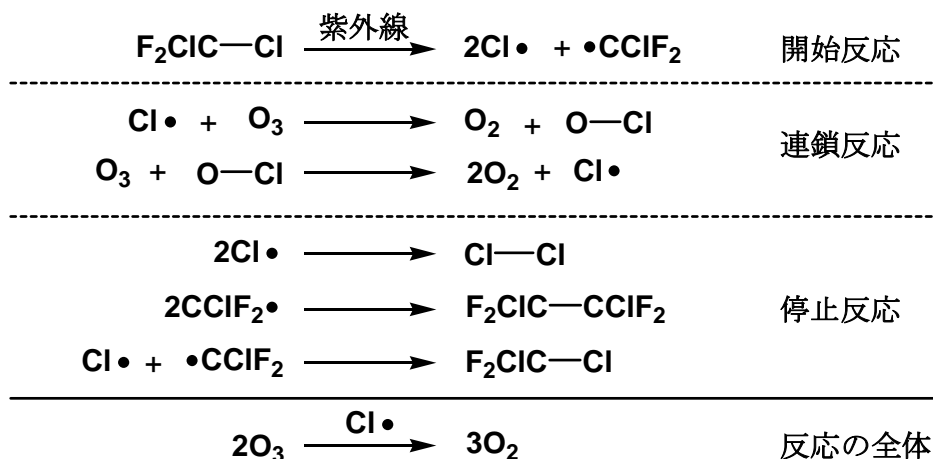 紫外線
F₂ClC—Cl ⟶ 2Cl• + •CClF₂ 開始反応
Cl• + O₃ ⟶ O₂ + O—Cl
連鎖反応
O₃ + O—Cl ⟶ 2O₂ + Cl•
2Cl• ⟶ Cl—Cl
2CClF₂• ⟶ F₂ClC—CClF₂ 停止反応
Cl• + •CClF₂ ⟶ F₂ClC—Cl
Cl•
2O₃ ⟶ 3O₂ 反応の全体